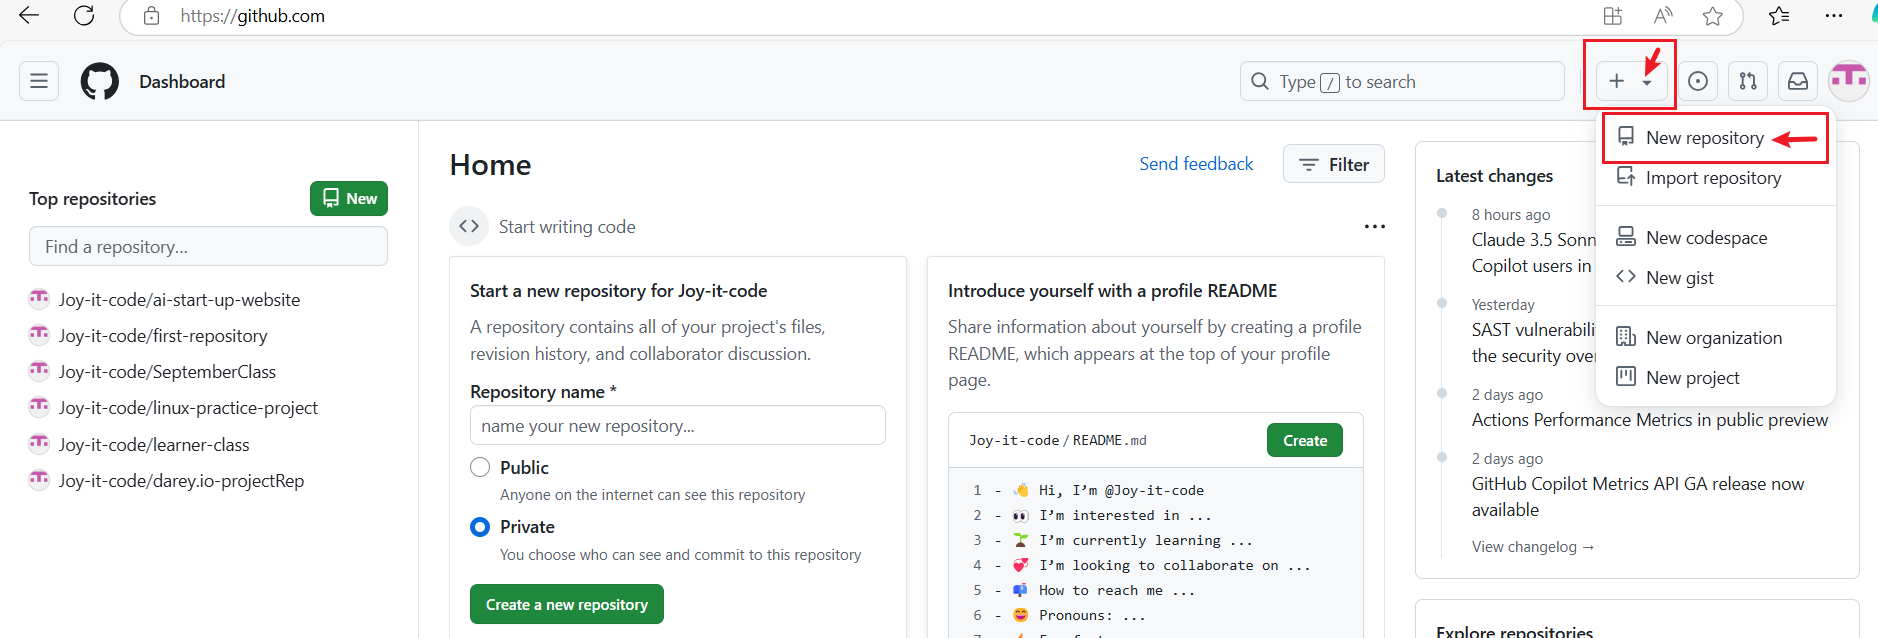 https://github.com
Dashboard
Type / to search
New repository
Import repository
New codespace
New gist
New organization
New project
Top repositories
New
Find a repository...
Joy-it-code/ai-start-up-website
Joy-it-code/first-repository
Joy-it-code/SeptemberClass
Joy-it-code/linux-practice-project
Joy-it-code/learner-class
Joy-it-code/darey.io-projectRep
Home
Send feedback
Filter
Start writing code
Start a new repository for Joy-it-code
A repository contains all of your project's files,
revision history, and collaborator discussion.
Repository name *
name your new repository...
Public
Anyone on the internet can see this repository
Private
You choose who can see and commit to this repository
Create a new repository
Introduce yourself with a profile README
Share information about yourself by creating a profile
README, which appears at the top of your profile
page.
Joy-it-code/README.md
Create
1 - 👋 Hi, I’m @Joy-it-code
2 - 👀 I’m interested in ...
3 - 🌱 I’m currently learning ...
4 - 💞️ I’m looking to collaborate on ...
5 - 📫 How to reach me ...
6 - 😄 Pronouns: ...
Latest changes
8 hours ago
Claude 3.5
Copilot users in
Yesterday
SAST
the security
2 days ago
Actions Performance Metrics in public preview
2 days ago
GitHub Copilot Metrics API GA release now
available
View changelog →
Explore repositories